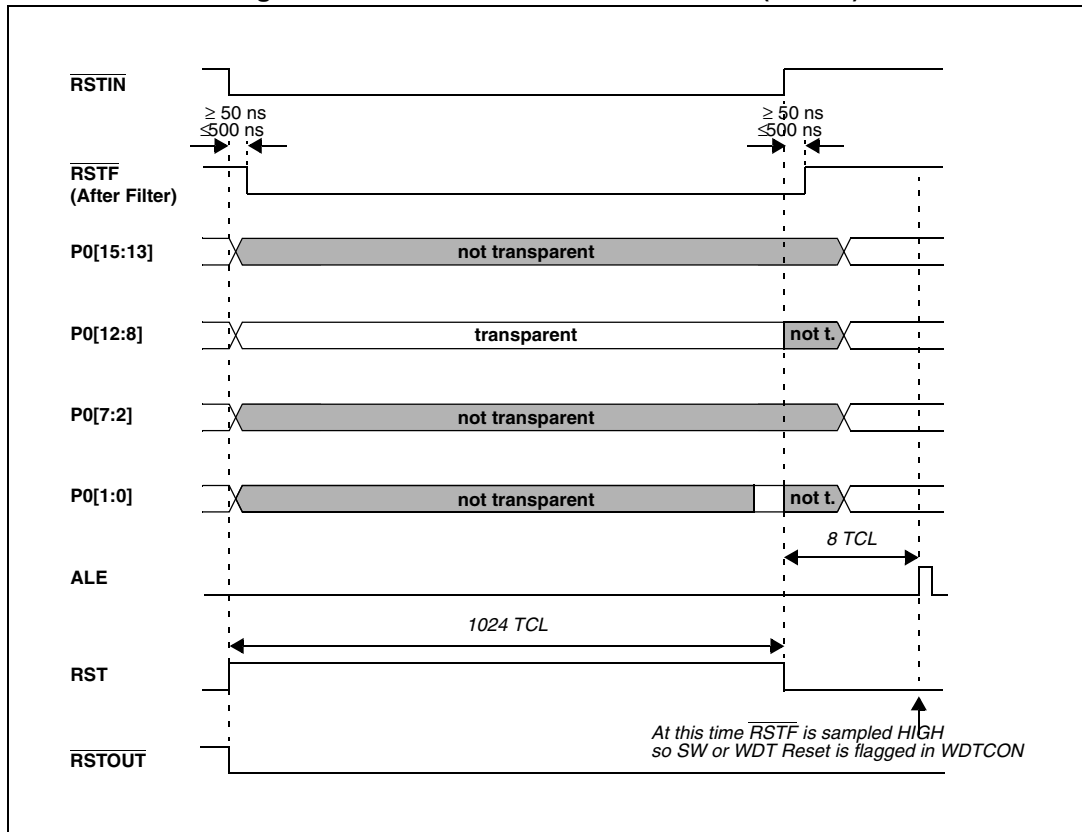 RSTIN
≥ 50 ns
≤500 ns
≥ 50 ns
≤500 ns
RSTF
(After Filter)
P0[15:13]
not transparent
P0[12:8]
transparent
not t.
P0[7:2]
not transparent
P0[1:0]
not transparent
not t.
8 TCL
ALE
1024 TCL
RST
At this time RSTF is sampled HIGH
so SW or WDT Reset is flagged in WDTCON
RSTOUT